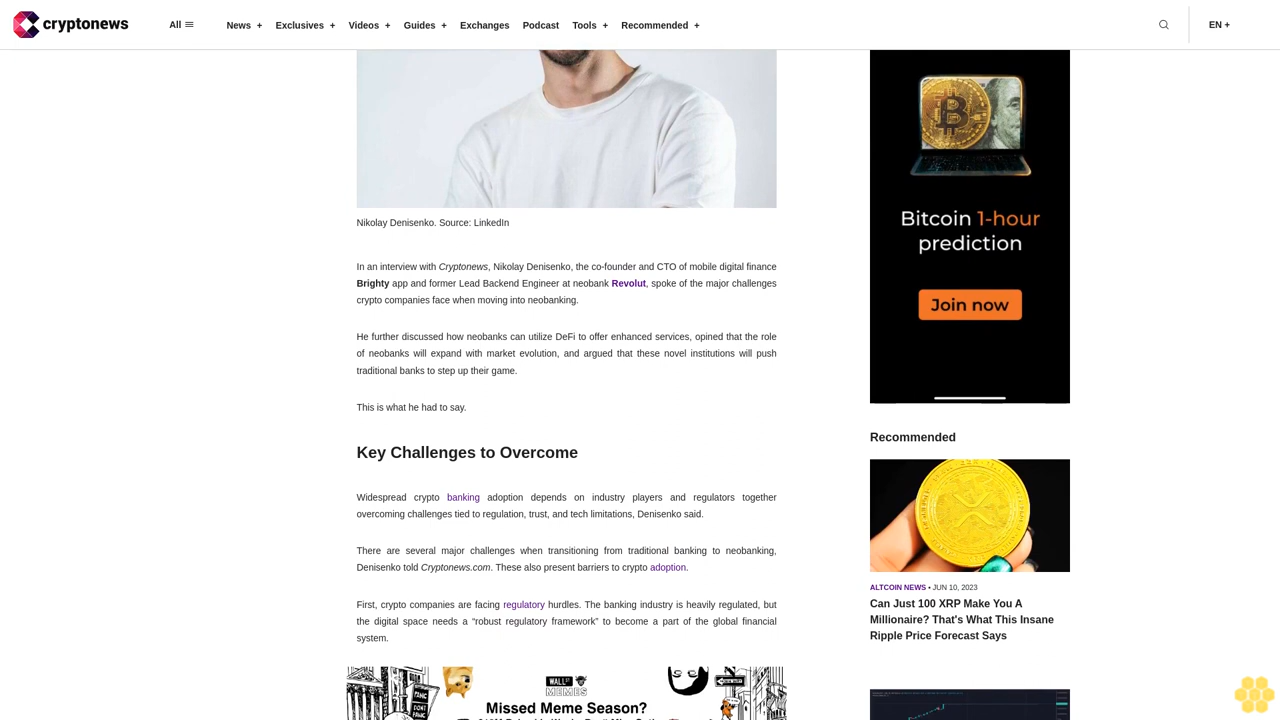 cryptonews
All
News +
Exclusives +
Videos +
Guides +
Exchanges
Podcast
Tools +
Recommended +
EN +
Nikolay Denisenko. Source: LinkedIn
In an interview with Cryptonews, Nikolay Denisenko, the co-founder and CTO of mobile digital finance
Brighty app and former Lead Backend Engineer at neobank Revolut, spoke of the major challenges
crypto companies face when moving into neobanking.
He further discussed how neobanks can utilize DeFi to offer enhanced services, opined that the role
of neobanks will expand with market evolution, and argued that these novel institutions will push
traditional banks to step up their game.
This is what he had to say.
Key Challenges to Overcome
Widespread crypto banking adoption depends on industry players and regulators together
overcoming challenges tied to regulation, trust, and tech limitations, Denisenko said.
There are several major challenges when transitioning from traditional banking to neobanking,
Denisenko told Cryptonews.com. These also present barriers to crypto adoption.
First, crypto companies are facing regulatory hurdles. The banking industry is heavily regulated, but
the digital space needs a “robust regulatory framework” to become a part of the global financial
system.
WALL ST
MEMES
PANIC
DON'T
PANIC
Missed Meme Season?
Bitcoin 1-hour
prediction
Join now
Recommended
ALTCOIN NEWS • JUN 10, 2023
Can Just 100 XRP Make You A
Millionaire? That's What This Insane
Ripple Price Forecast Says